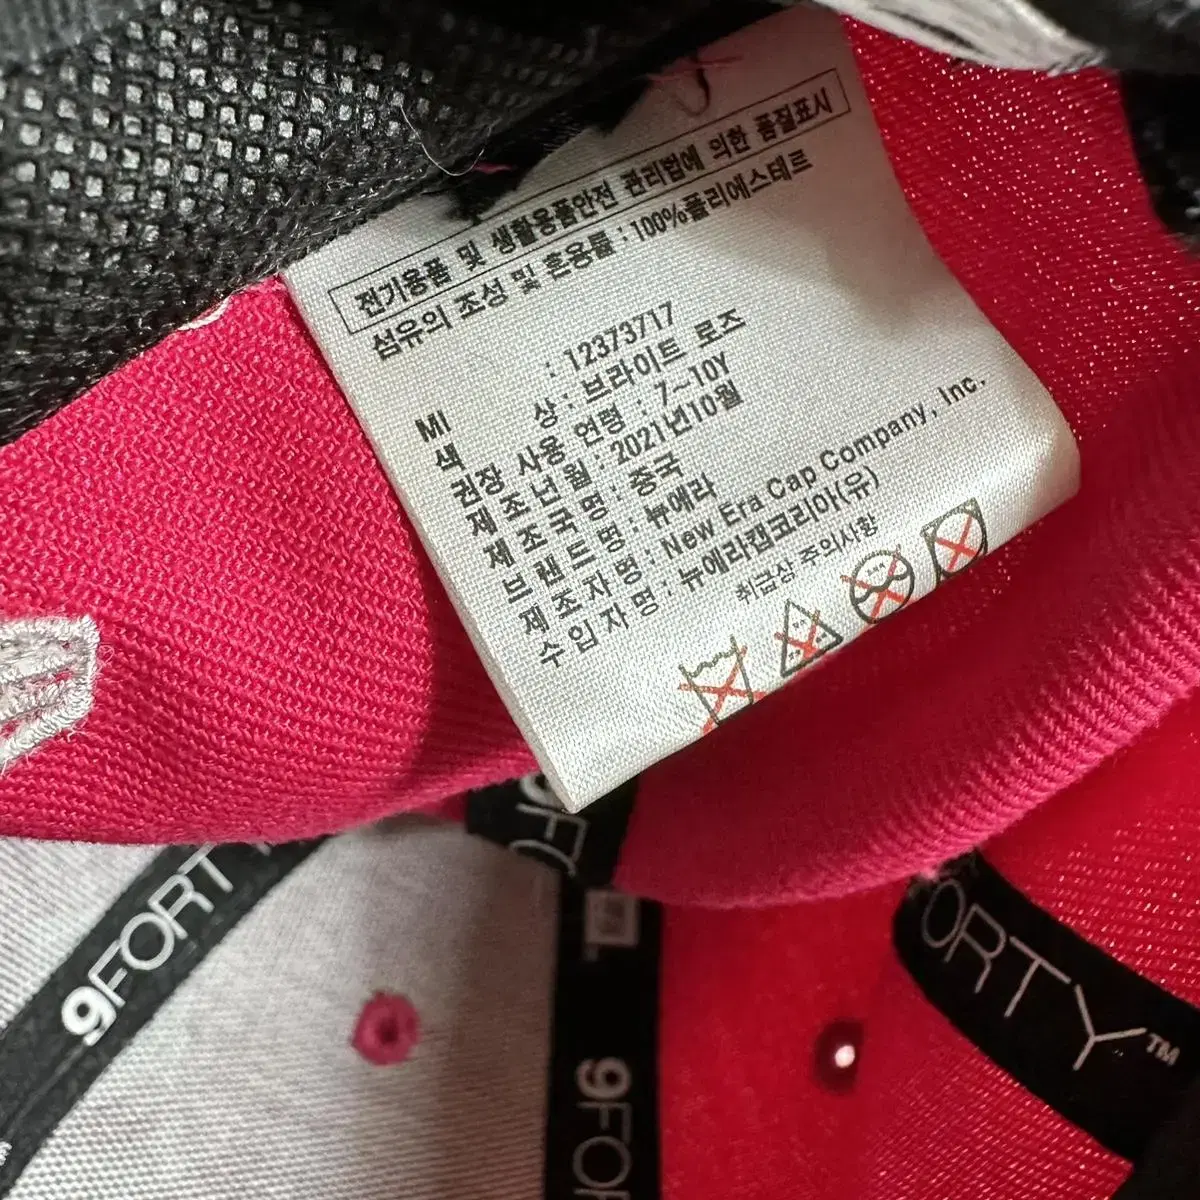 전기용품 및 생활용품안전 관리법에 의한 품질표시
섬유의 조성 및 혼용률 : 100%폴리에스테르
MI : 12373717
색 상 : 브라이트 로즈
권장 사용 연령 : 7~10Y
제 조 년 월 : 2021년10월
제 조 국 명 : 중국
브 랜 드 명 : 뉴에라
제 조 자 명 : New Era Cap Company, Inc.
수 입 자 명 : 뉴에라캡코리아(유)
취급상 주의사항
9FORTY
9FO
ORTY™
9FOR